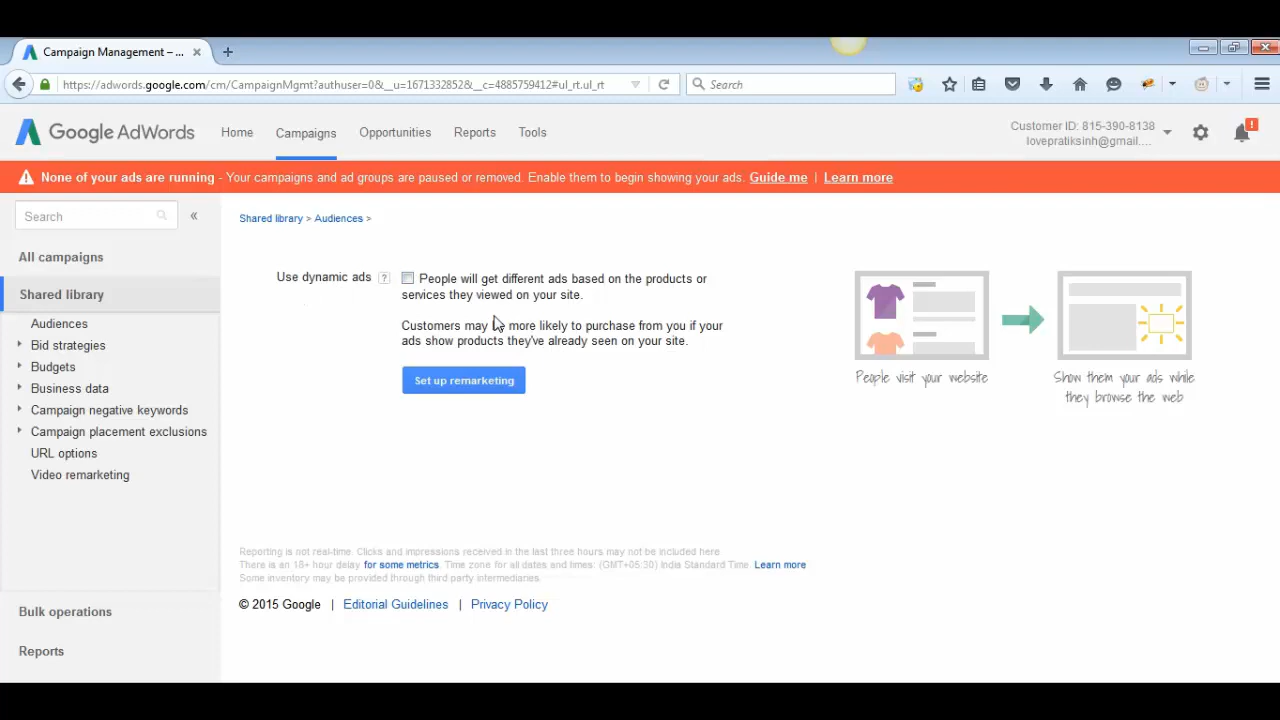 Campaign Management – ...
https://adwords.google.com/cm/CampaignMgmt?authuser=0&__u=1671332852&__c=4885759412#ul_rt.ul_rt
Search
Google AdWords
Home
Campaigns
Opportunities
Reports
Tools
Customer ID: 815-390-8138
lovepratiksinh@gmail....
!
None of your ads are running - Your campaigns and ad groups are paused or removed. Enable them to begin showing your ads. Guide me | Learn more
Search
«
All campaigns
Shared library
Audiences
Bid strategies
Budgets
Business data
Campaign negative keywords
Campaign placement exclusions
URL options
Video remarketing
Bulk operations
Reports
Shared library > Audiences >
Use dynamic ads ?
People will get different ads based on the products or
services they viewed on your site.
Customers may more likely to purchase from you if your
ads show products they've already seen on your site.
Set up remarketing
People visit your website
Show them your ads while
they browse the web
Reporting is not real-time. Clicks and impressions received in the last three hours may not be included here.
There is an 18+ hour delay for some metrics. Time zone for all dates and times: (GMT+05:30) India Standard Time. Learn more
Some inventory may be provided through third party intermediaries.
© 2015 Google | Editorial Guidelines | Privacy Policy